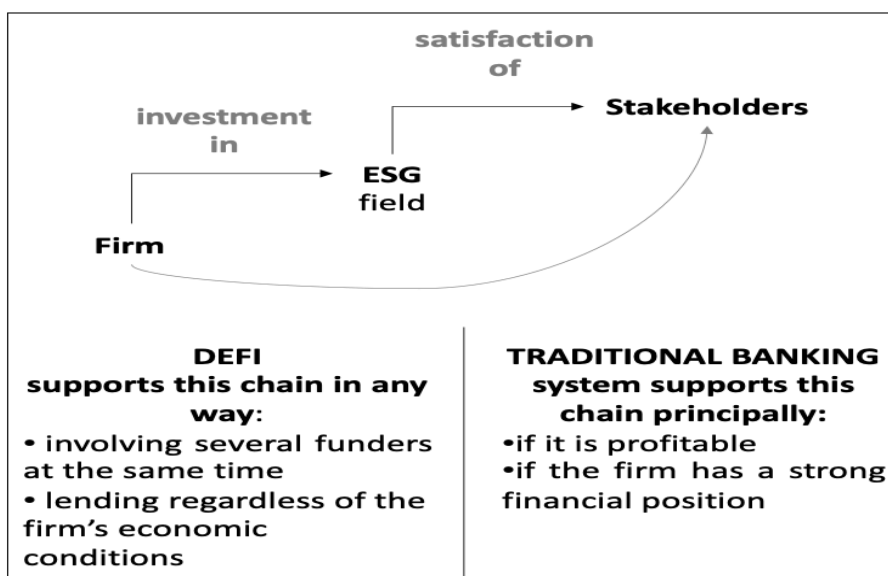 satisfaction
of
Stakeholders
investment
in
ESG
field
Firm
DEFI
supports this chain in any
way:
• involving several funders
at the same time
• lending regardless of the
firm's economic
conditions
TRADITIONAL BANKING
system supports this
chain principally:
•if it is profitable
•if the firm has a strong
financial position